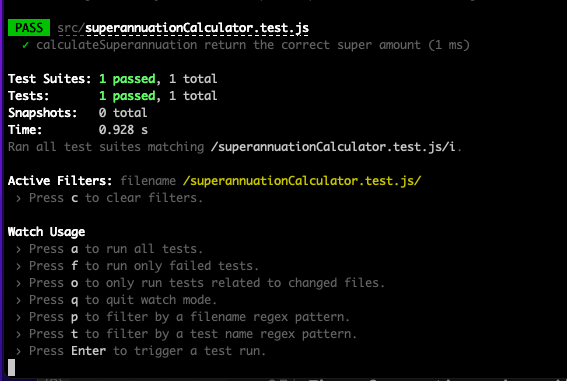 PASS src/superannuationCalculator.test.js
✓ calculateSuperannuation return the correct super amount (1 ms)
Test Suites: 1 passed, 1 total
Tests: 1 passed, 1 total
Snapshots: 0 total
Time: 0.928 s
Ran all test suites matching /superannuationCalculator.test.js/i.
Active Filters: filename /superannuationCalculator.test.js/
› Press c to clear filters.
Watch Usage
› Press a to run all tests.
› Press f to run only failed tests.
› Press o to only run tests related to changed files.
› Press q to quit watch mode.
› Press p to filter by a filename regex pattern.
› Press t to filter by a test name regex pattern.
› Press Enter to trigger a test run.